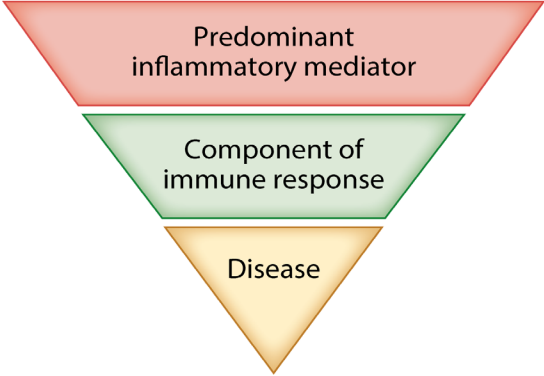 Predominant
inflammatory mediator
Component of
immune response
Disease